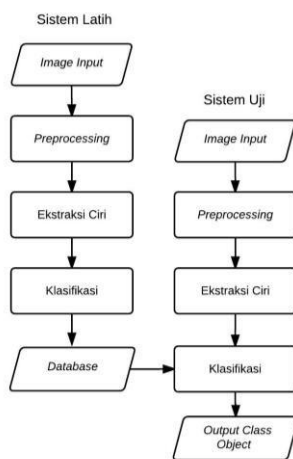 Sistem Latih
Image Input
Preprocessing
Ekstraksi Ciri
Klasifikasi
Database
Sistem Uji
Image Input
Preprocessing
Ekstraksi Ciri
Klasifikasi
Output Class
Object